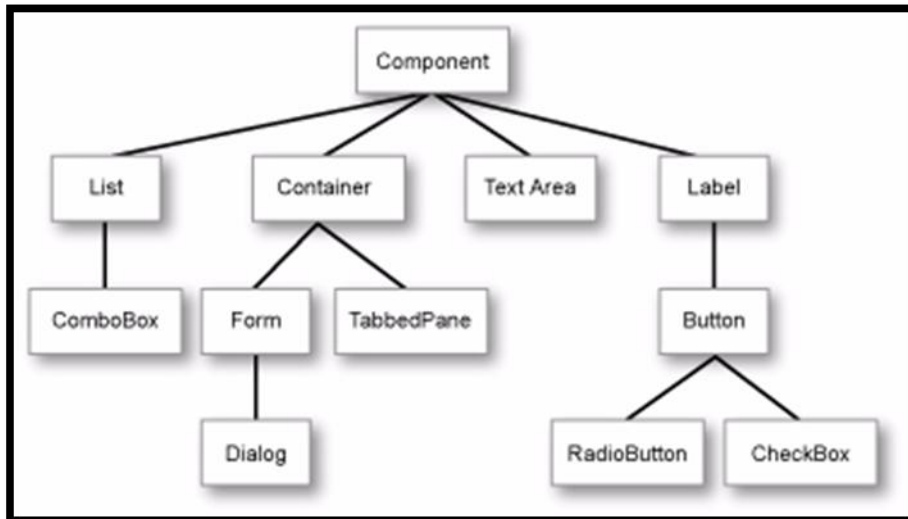 Component
List
Container
Text Area
Label
ComboBox
Form
TabbedPane
Button
Dialog
RadioButton
CheckBox